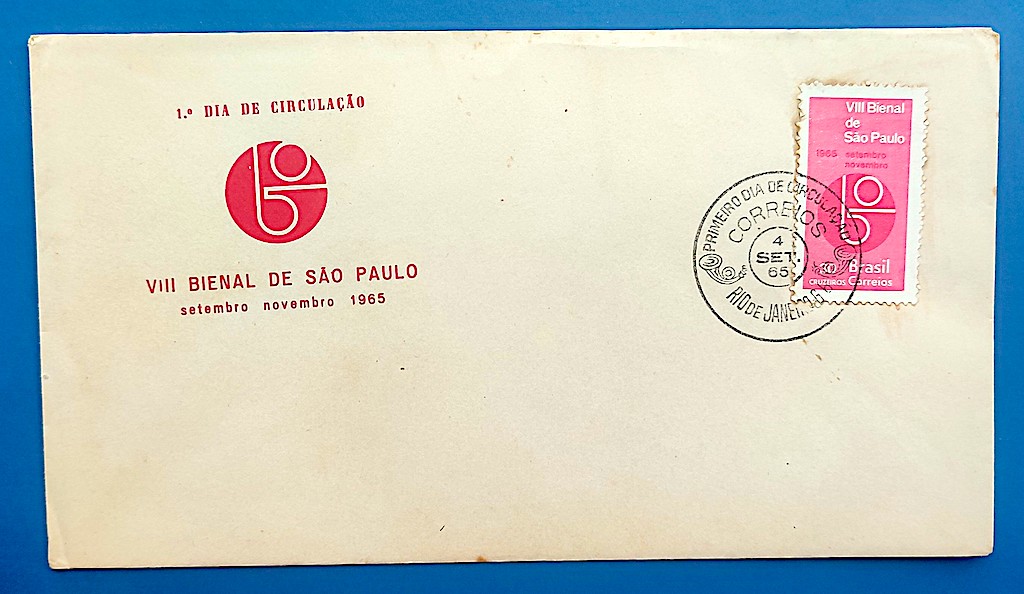 1.º DIA DE CIRCULAÇÃO
VIII BIENAL DE SÃO PAULO
setembro novembro 1965
VIII Bienal
de
São Paulo
1965 setembro
novembro
30 Brasil
CRUZEIROS Correios
PRIMEIRO DIA DE CIRCULAÇÃO
CORREIOS
4
SET.
65
RIO DE JANEIRO